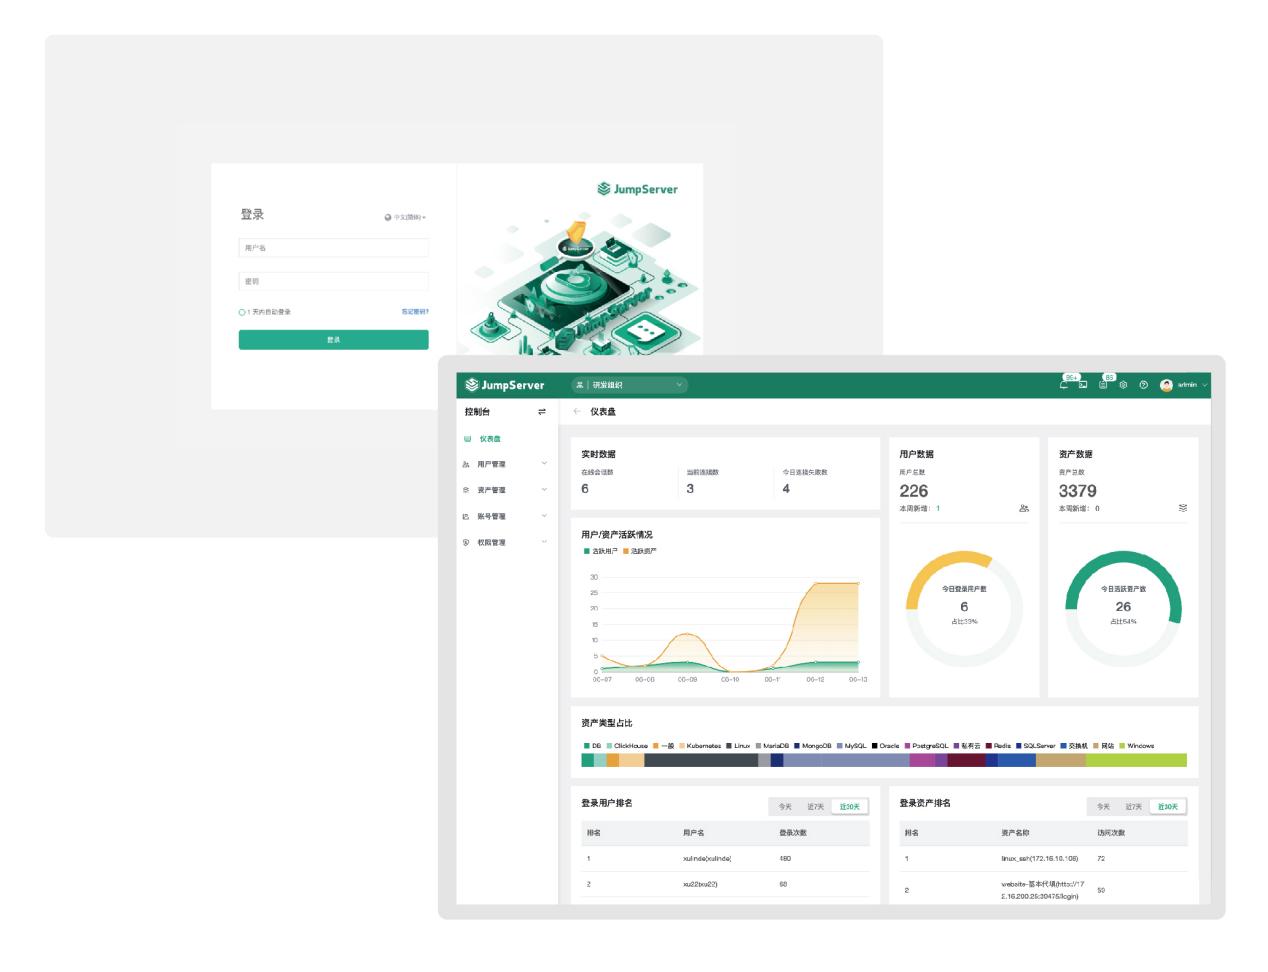 JumpServer
登录
中文(简体)
用户名
密码
1 天内自动登录
忘记密码?
登录
JumpServer
研发组织
99+
85
admin
控制台
仪表盘
仪表盘
用户管理
资产管理
账号管理
权限管理
实时数据
在线会话数
当前连接数
今日连接失败数
6
3
4
用户数据
用户总数
226
本周新增: 1
资产数据
资产总数
3379
本周新增: 0
用户/资产活跃情况
活跃用户 活跃资产
30
25
20
15
10
5
0
06-07 06-08 06-09 06-10 06-11 06-12 06-13
今日登录用户数
6
占比33%
今日活跃资产数
26
占比54%
资产类型占比
DB ClickHouse 一般 Kubernetes Linux MariaDB MongoDB MySQL Oracle PostgreSQL 私有云 Redis SQLServer 交换机 网站 Windows
登录用户排名
今天 近7天 近30天
排名 用户名 登录次数
1 xulinde(xulinde) 480
2 xu22(xu22) 68
登录资产排名
今天 近7天 近30天
排名 资产名称 访问次数
1 linux_ssh(172.16.10.108) 72
2 website-基本代填(http://17
2.16.200.25:30475/login) 50